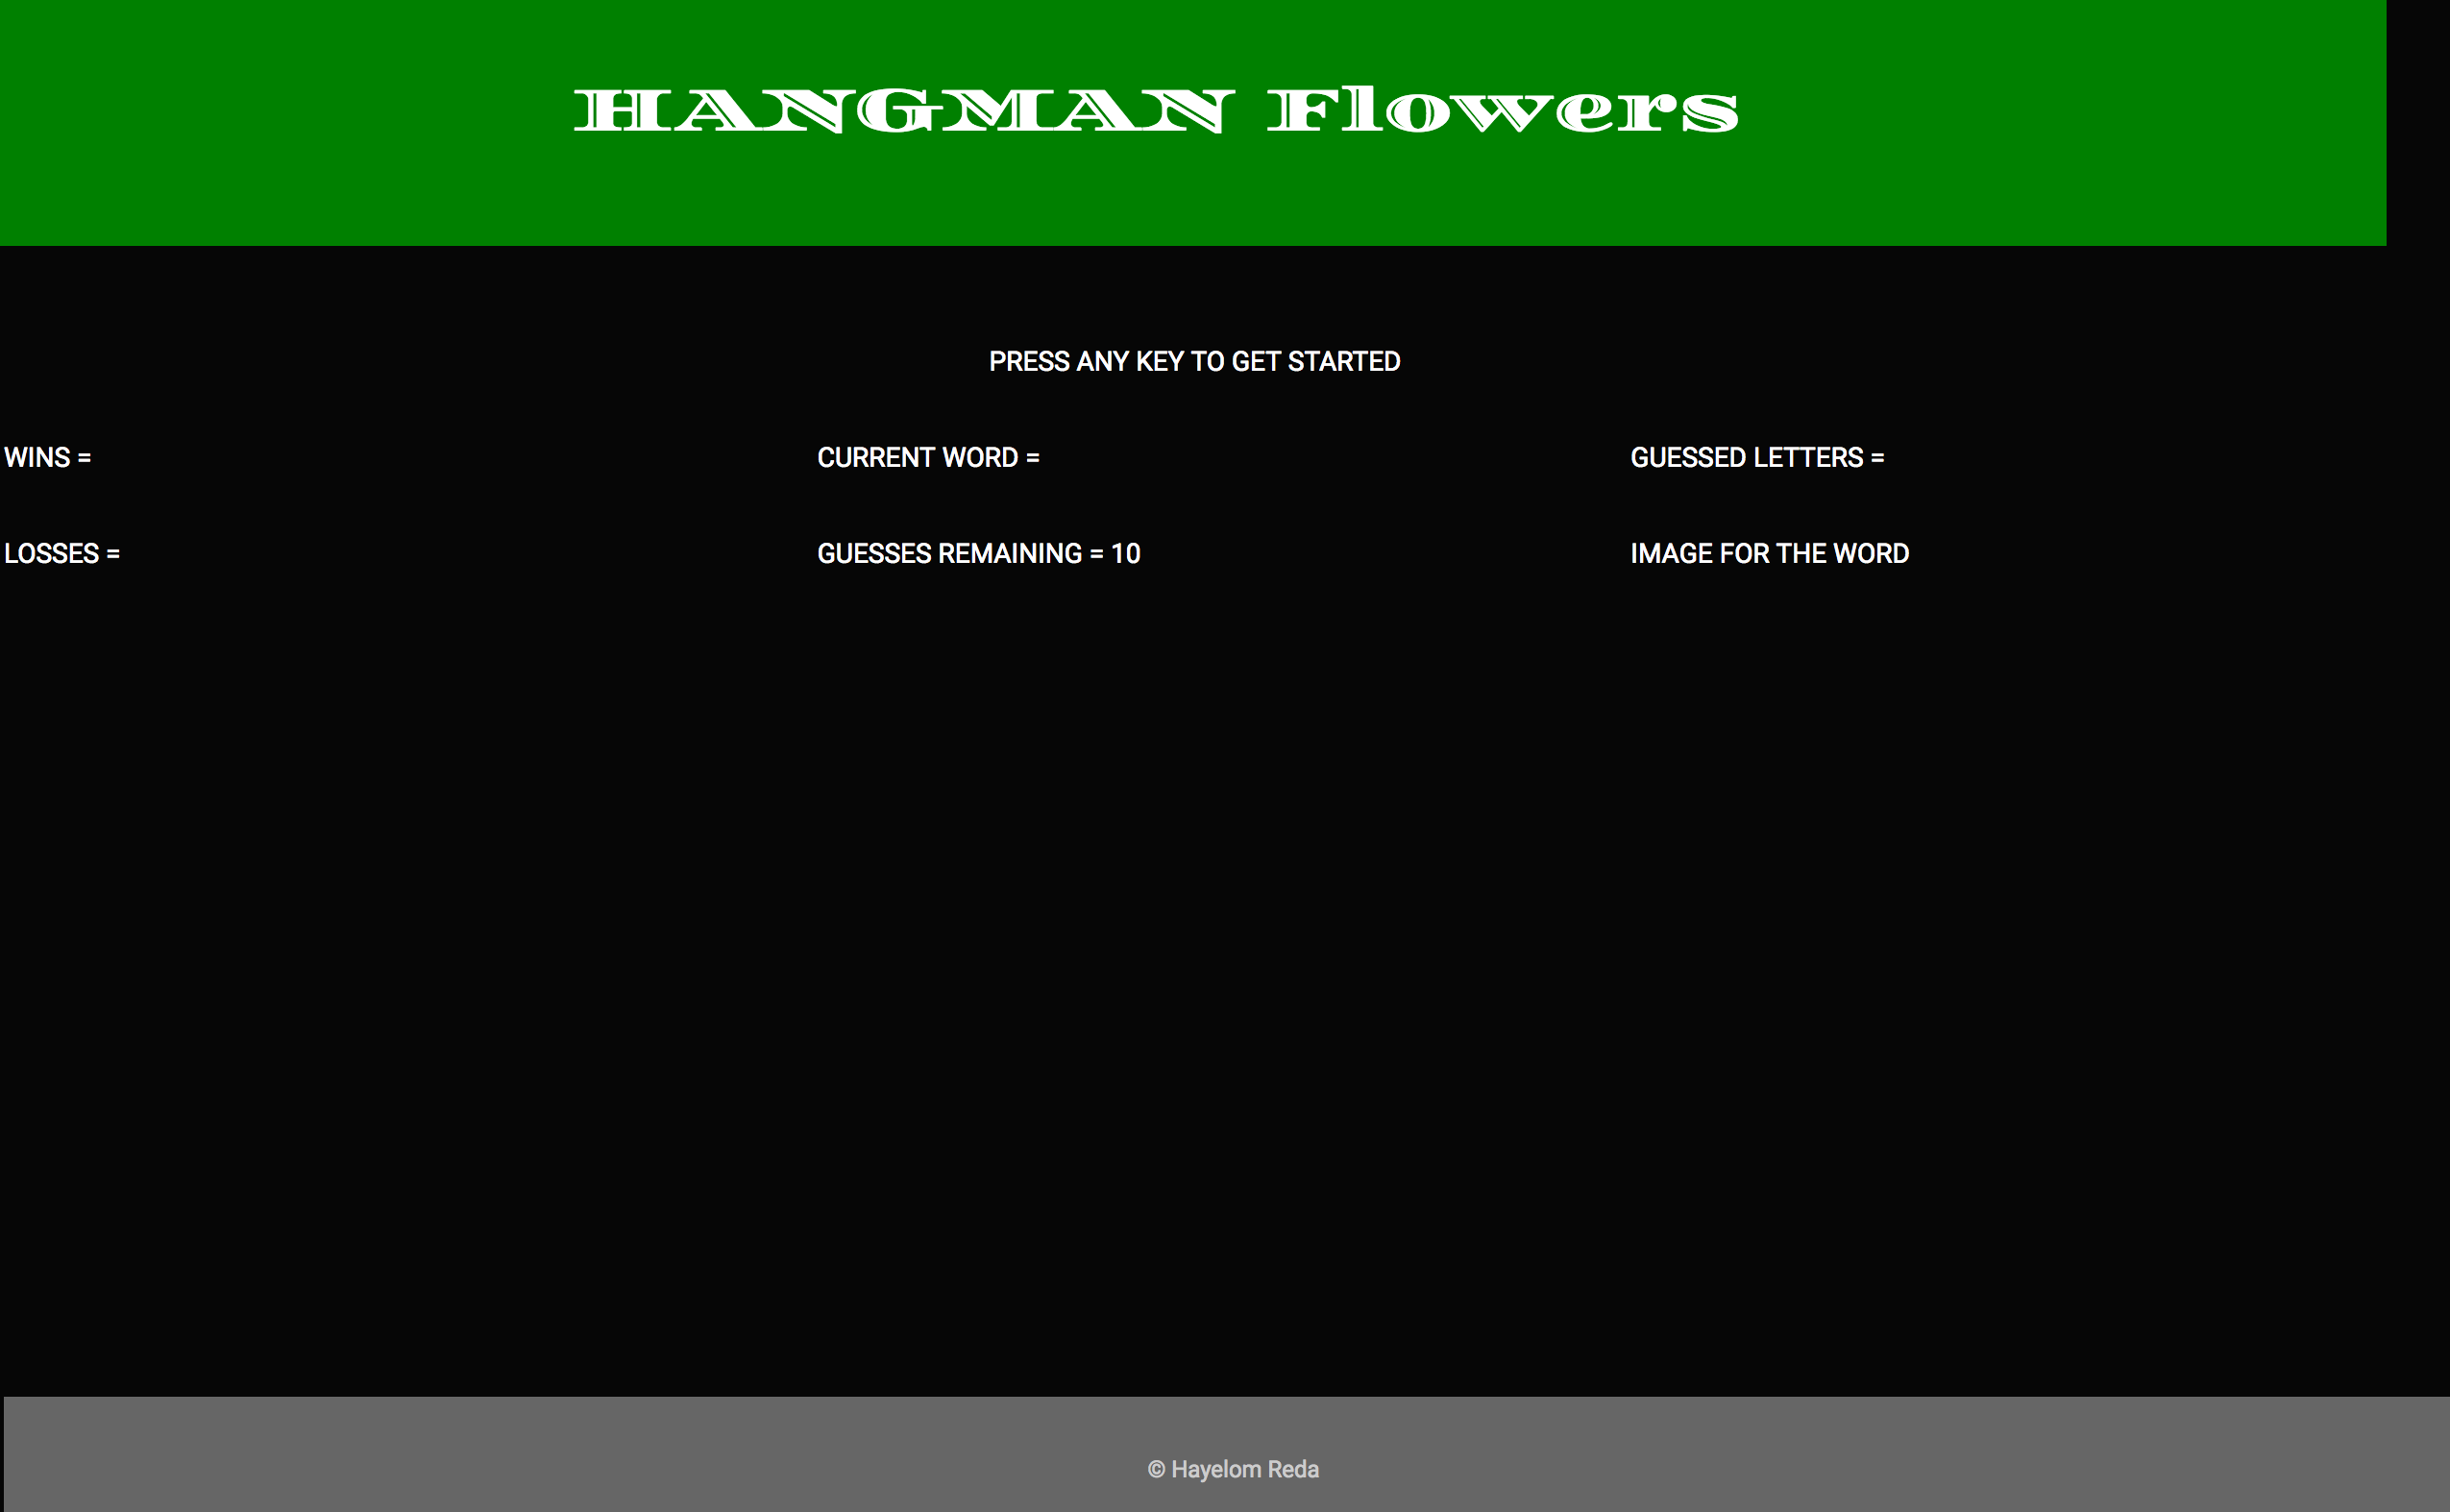 HANGMAN Flowers
PRESS ANY KEY TO GET STARTED
WINS = CURRENT WORD = GUESSED LETTERS =
LOSSES = GUESSES REMAINING = 10 IMAGE FOR THE WORD
© Hayelom Reda